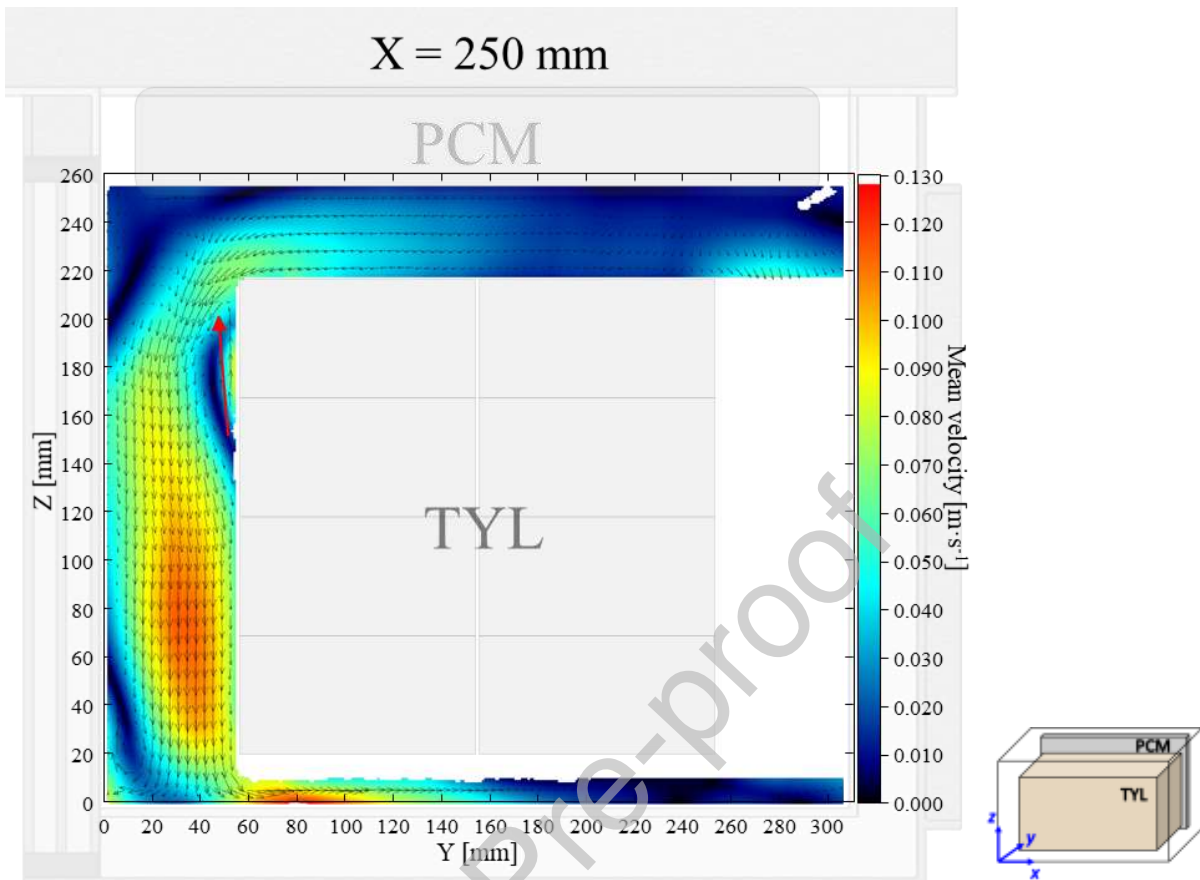 X = 250 mm
PCM
260
240
220
200
180
160
140
120
100
80
60
40
20
0
Z [mm]
TYL
0 20 40 60 80 100 120 140 160 180 200 220 240 260 280 300
Y [mm]
0.130
0.120
0.110
0.100
0.090
0.080
0.070
0.060
0.050
0.040
0.030
0.020
0.010
0.000
Mean velocity [m·s⁻¹]
Pre-proof
PCM
TYL
z
y
x